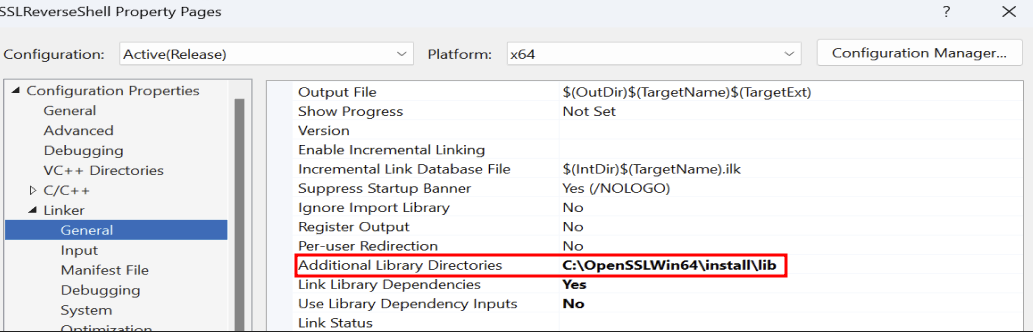 SSLReverseShell Property Pages ?
Configuration: Active(Release) Platform: x64 Configuration Manager...
Configuration Properties
General
Advanced
Debugging
VC++ Directories
C/C++
Linker
General
Input
Manifest File
Debugging
System
Optimization
Output File $(OutDir)$(TargetName)$(TargetExt)
Show Progress Not Set
Version
Enable Incremental Linking
Incremental Link Database File $(IntDir)$(TargetName).ilk
Suppress Startup Banner Yes (/NOLOGO)
Ignore Import Library No
Register Output No
Per-user Redirection No
Additional Library Directories C:\OpenSSLWin64\install\lib
Link Library Dependencies Yes
Use Library Dependency Inputs No
Link Status